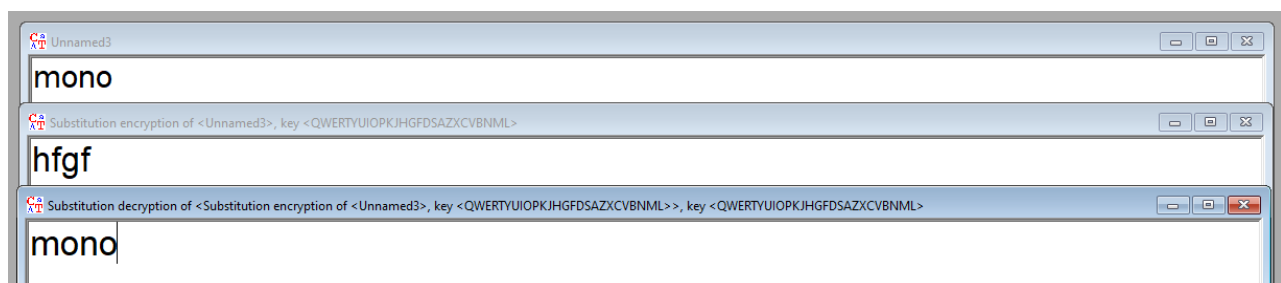 Unnamed3
mono
Substitution encryption of <Unnamed3>, key <QWERTYUIOPKJHGFDSAZXCVBNML>
hfgf
Substitution decryption of <Substitution encryption of <Unnamed3>, key <QWERTYUIOPKJHGFDSAZXCVBNML>>, key <QWERTYUIOPKJHGFDSAZXCVBNML>
mono